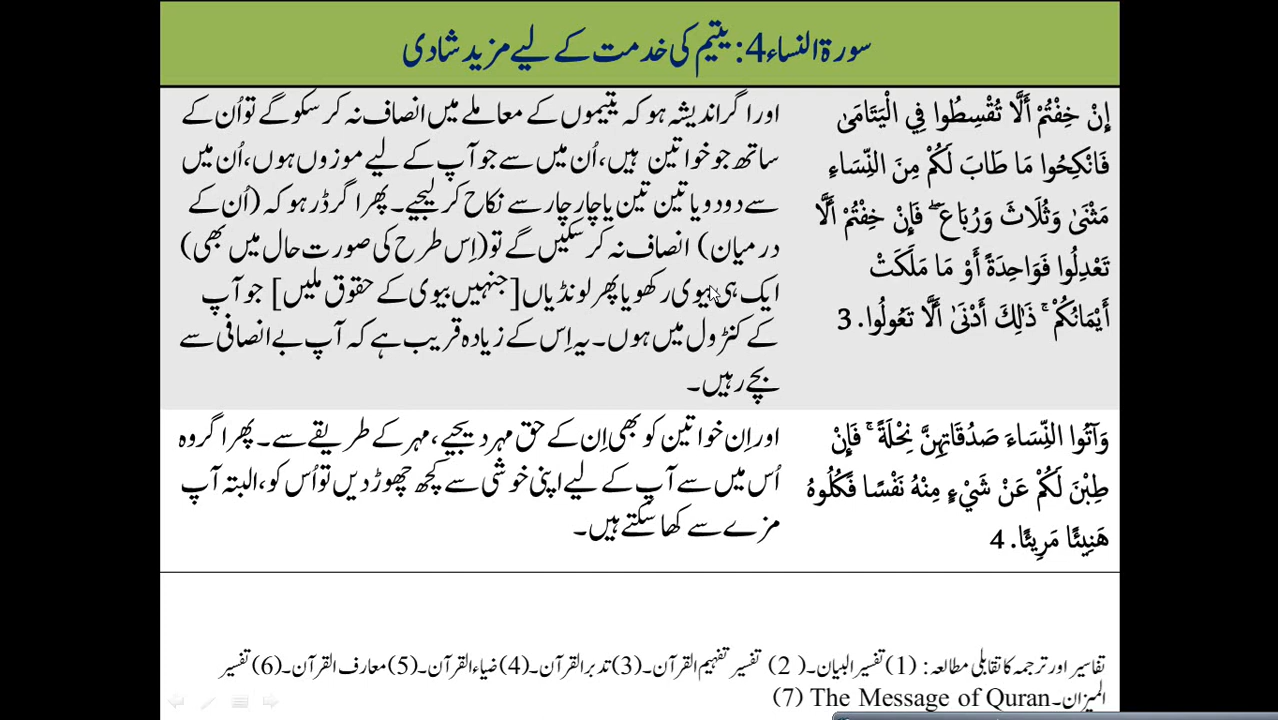 سورۃ النساء4: یتیم کی خدمت کے لیے مزید شادی
إِنْ خِفْتُمْ أَلَّا تُقْسِطُوا فِي الْيَتَامَىٰ
فَانْكِحُوا مَا طَابَ لَكُمْ مِنَ النِّسَاءِ
مَثْنَىٰ وَثُلَاثَ وَرُبَاعَ ۖ فَإِنْ خِفْتُمْ أَلَّا
تَعْدِلُوا فَوَاحِدَةً أَوْ مَا مَلَكَتْ
أَيْمَانُكُمْ ۚ ذَٰلِكَ أَدْنَىٰ أَلَّا تَعُولُوا. 3
اور اگر اندیشہ ہو کہ یتیموں کے معاملے میں انصاف نہ کر سکو گے تو اُن کے
ساتھ جو خواتین ہیں، اُن میں سے جو آپ کے لیے موزوں ہوں، اُن میں
سے دو دو یا تین تین یا چار چار سے نکاح کر لیجیے۔ پھر اگر ڈر ہو کہ (اُن کے
درمیان) انصاف نہ کر سکیں گے تو (اِس طرح کی صورت حال میں بھی)
ایک ہی بیوی رکھو یا پھر لونڈیاں [جنہیں بیوی کے حقوق ملیں] جو آپ
کے کنٹرول میں ہوں۔ یہ اِس کے زیادہ قریب ہے کہ آپ بے انصافی سے
بچے رہیں۔
وَآتُوا النِّسَاءَ صَدُقَاتِهِنَّ نِحْلَةً ۚ فَإِنْ
طِبْنَ لَكُمْ عَنْ شَيْءٍ مِنْهُ نَفْسًا فَكُلُوهُ
هَنِيئًا مَرِيئًا. 4
اور اِن خواتین کو بھی اِن کے حق مہر دیجیے، مہر کے طریقے سے۔ پھر اگر وہ
اُس میں سے آپ کے لیے اپنی خوشی سے کچھ چھوڑ دیں تو اُس کو، البتہ آپ
مزے سے کھا سکتے ہیں۔
تفاسیر اور ترجمہ کا تقابلی مطالعہ: (1) تفسیر البیان۔ (2) تفسیر تفہیم القرآن۔ (3) تدبر القرآن۔ (4) ضیاء القرآن۔ (5) معارف القرآن۔ (6) تفسیر
المیزان۔ The Message of Quran (7)